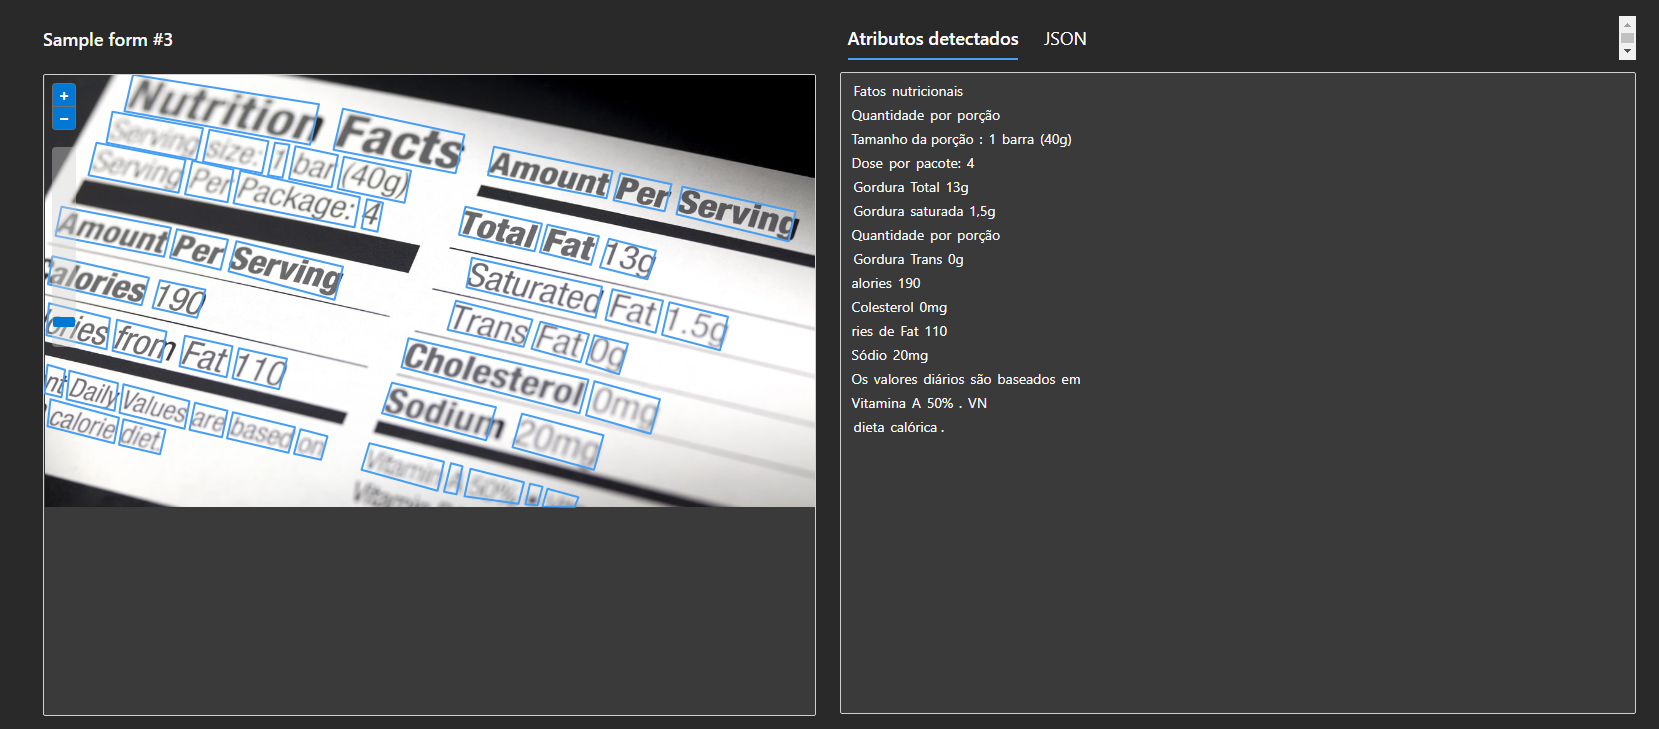 Sample form #3
+
−
Nutrition Facts
Serving size: 1 bar (40g)
Serving Per Package: 4
Amount Per Serving
alories 190
lories from Fat 110
nt Daily Values are based on
calorie diet.
Amount Per Serving
Total Fat 13g
Saturated Fat 1.5g
Trans Fat 0g
Cholesterol 0mg
Sodium 20mg
Vitamin A 50% •
Atributos detectados JSON
Fatos nutricionais
Quantidade por porção
Tamanho da porção : 1 barra (40g)
Dose por pacote: 4
Gordura Total 13g
Gordura saturada 1,5g
Quantidade por porção
Gordura Trans 0g
alories 190
Colesterol 0mg
ries de Fat 110
Sódio 20mg
Os valores diários são baseados em
Vitamina A 50% . VN
dieta calórica .